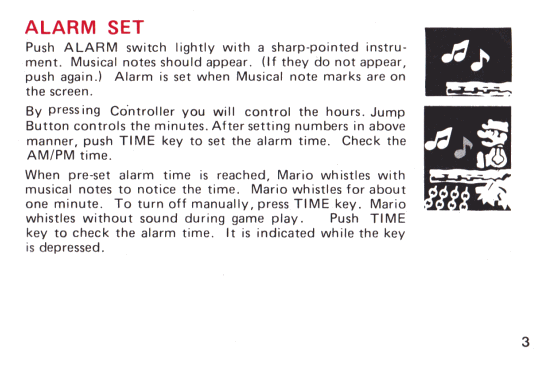 ALARM SET
Push ALARM switch lightly with a sharp-pointed instru-
ment. Musical notes should appear. (If they do not appear,
push again.) Alarm is set when Musical note marks are on
the screen.
By pressing Controller you will control the hours. Jump
Button controls the minutes. After setting numbers in above
manner, push TIME key to set the alarm time. Check the
AM/PM time.
When pre-set alarm time is reached, Mario whistles with
musical notes to notice the time. Mario whistles for about
one minute. To turn off manually, press TIME key. Mario
whistles without sound during game play. Push TIME
key to check the alarm time. It is indicated while the key
is depressed.
3